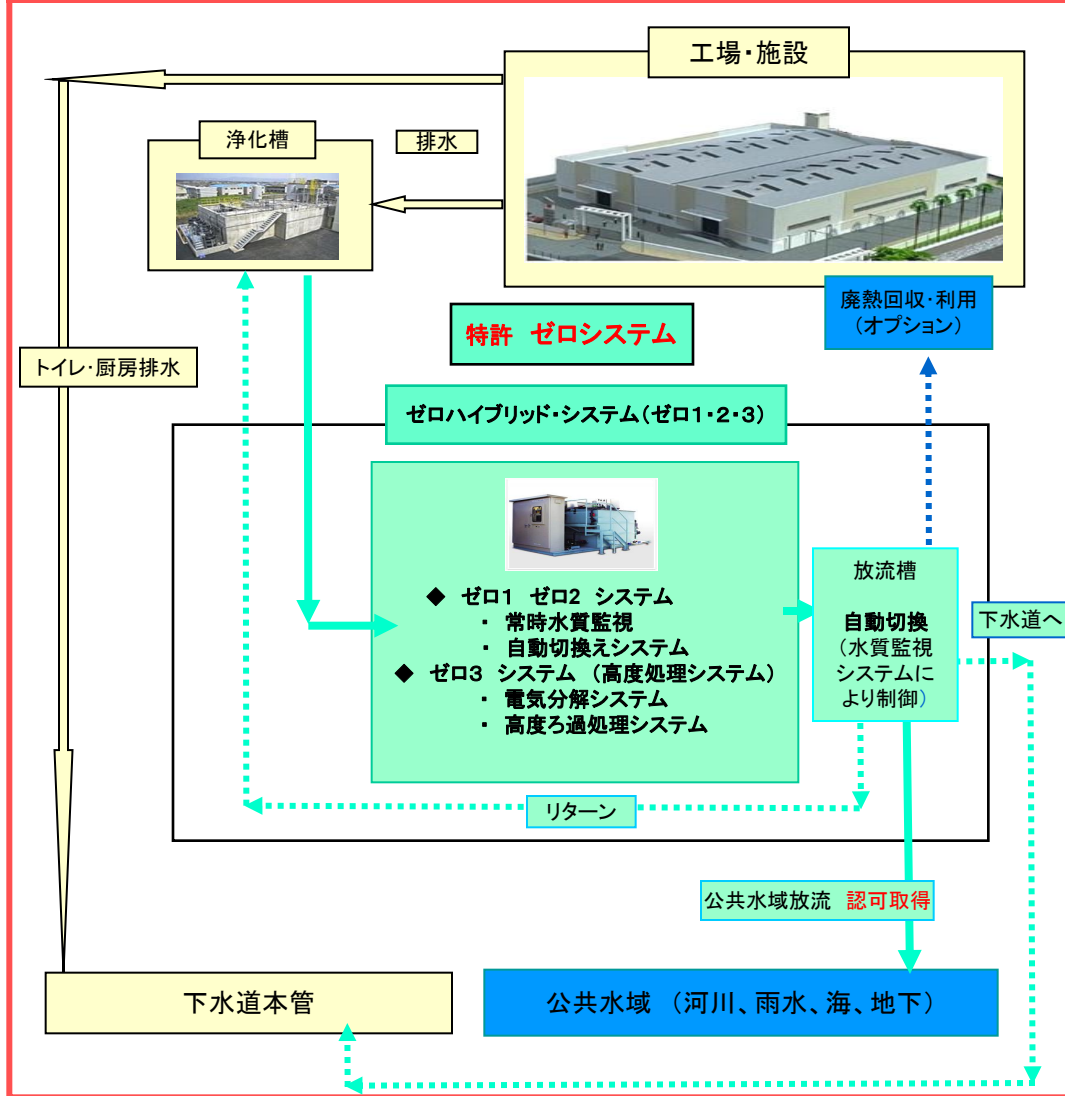 工場・施設
浄化槽
排水
廃熱回収・利用
（オプション）
特許　ゼロシステム
トイレ・厨房排水
ゼロハイブリッド・システム（ゼロ１・２・３）
◆ ゼロ１ ゼロ２ システム
・ 常時水質監視
・ 自動切換えシステム
◆ ゼロ３ システム （高度処理システム）
・ 電気分解システム
・ 高度ろ過処理システム
放流槽
自動切換
（水質監視
システムに
より制御）
下水道へ
リターン
公共水域放流　認可取得
下水道本管
公共水域　（河川、雨水、海、地下）